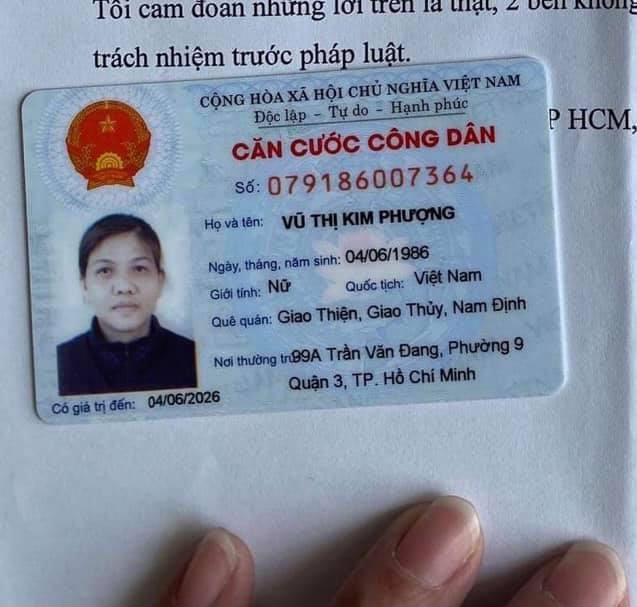 Tôi cam đoan những lời trên là thật, 2 bên không
trách nhiệm trước pháp luật.
P HCM,
CỘNG HÒA XÃ HỘI CHỦ NGHĨA VIỆT NAM
Độc lập - Tự do - Hạnh phúc
CĂN CƯỚC CÔNG DÂN
Số: 079186007364
Họ và tên: VŨ THỊ KIM PHƯỢNG
Ngày, tháng, năm sinh: 04/06/1986
Giới tính: Nữ Quốc tịch: Việt Nam
Quê quán: Giao Thiện, Giao Thủy, Nam Định
Nơi thường tr99A Trần Văn Đang, Phường 9
Quận 3, TP. Hồ Chí Minh
Có giá trị đến: 04/06/2026